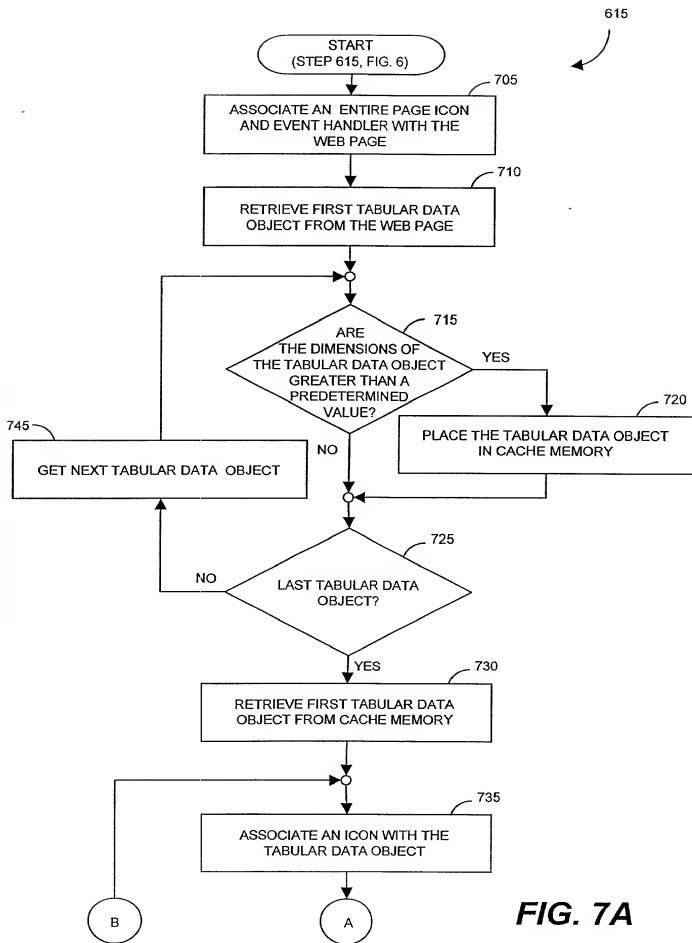 615
START
(STEP 615, FIG. 6)
705
ASSOCIATE AN ENTIRE PAGE ICON
AND EVENT HANDLER WITH THE
WEB PAGE
710
RETRIEVE FIRST TABULAR DATA
OBJECT FROM THE WEB PAGE
715
ARE
THE DIMENSIONS OF
THE TABULAR DATA OBJECT
GREATER THAN A
PREDETERMINED
VALUE?
YES
720
PLACE THE TABULAR DATA OBJECT
IN CACHE MEMORY
745
GET NEXT TABULAR DATA OBJECT
NO
725
NO
LAST TABULAR DATA
OBJECT?
YES
730
RETRIEVE FIRST TABULAR DATA
OBJECT FROM CACHE MEMORY
735
ASSOCIATE AN ICON WITH THE
TABULAR DATA OBJECT
B
A
FIG. 7A